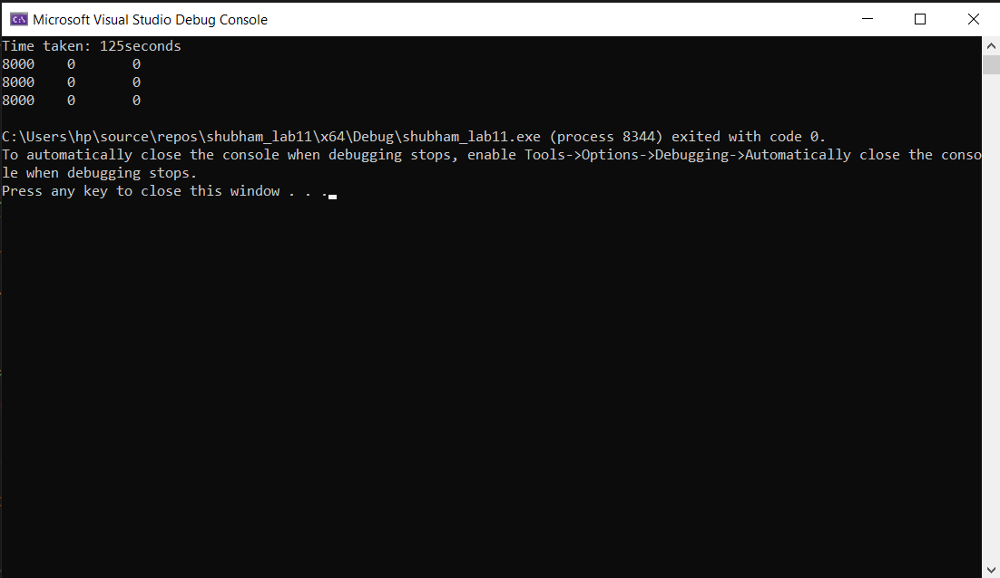 C:\ Microsoft Visual Studio Debug Console
Time taken: 125seconds
8000    0       0
8000    0       0
8000    0       0
C:\Users\hp\source\repos\shubham_lab11\x64\Debug\shubham_lab11.exe (process 8344) exited with code 0.
To automatically close the console when debugging stops, enable Tools->Options->Debugging->Automatically close the conso
le when debugging stops.
Press any key to close this window . . .